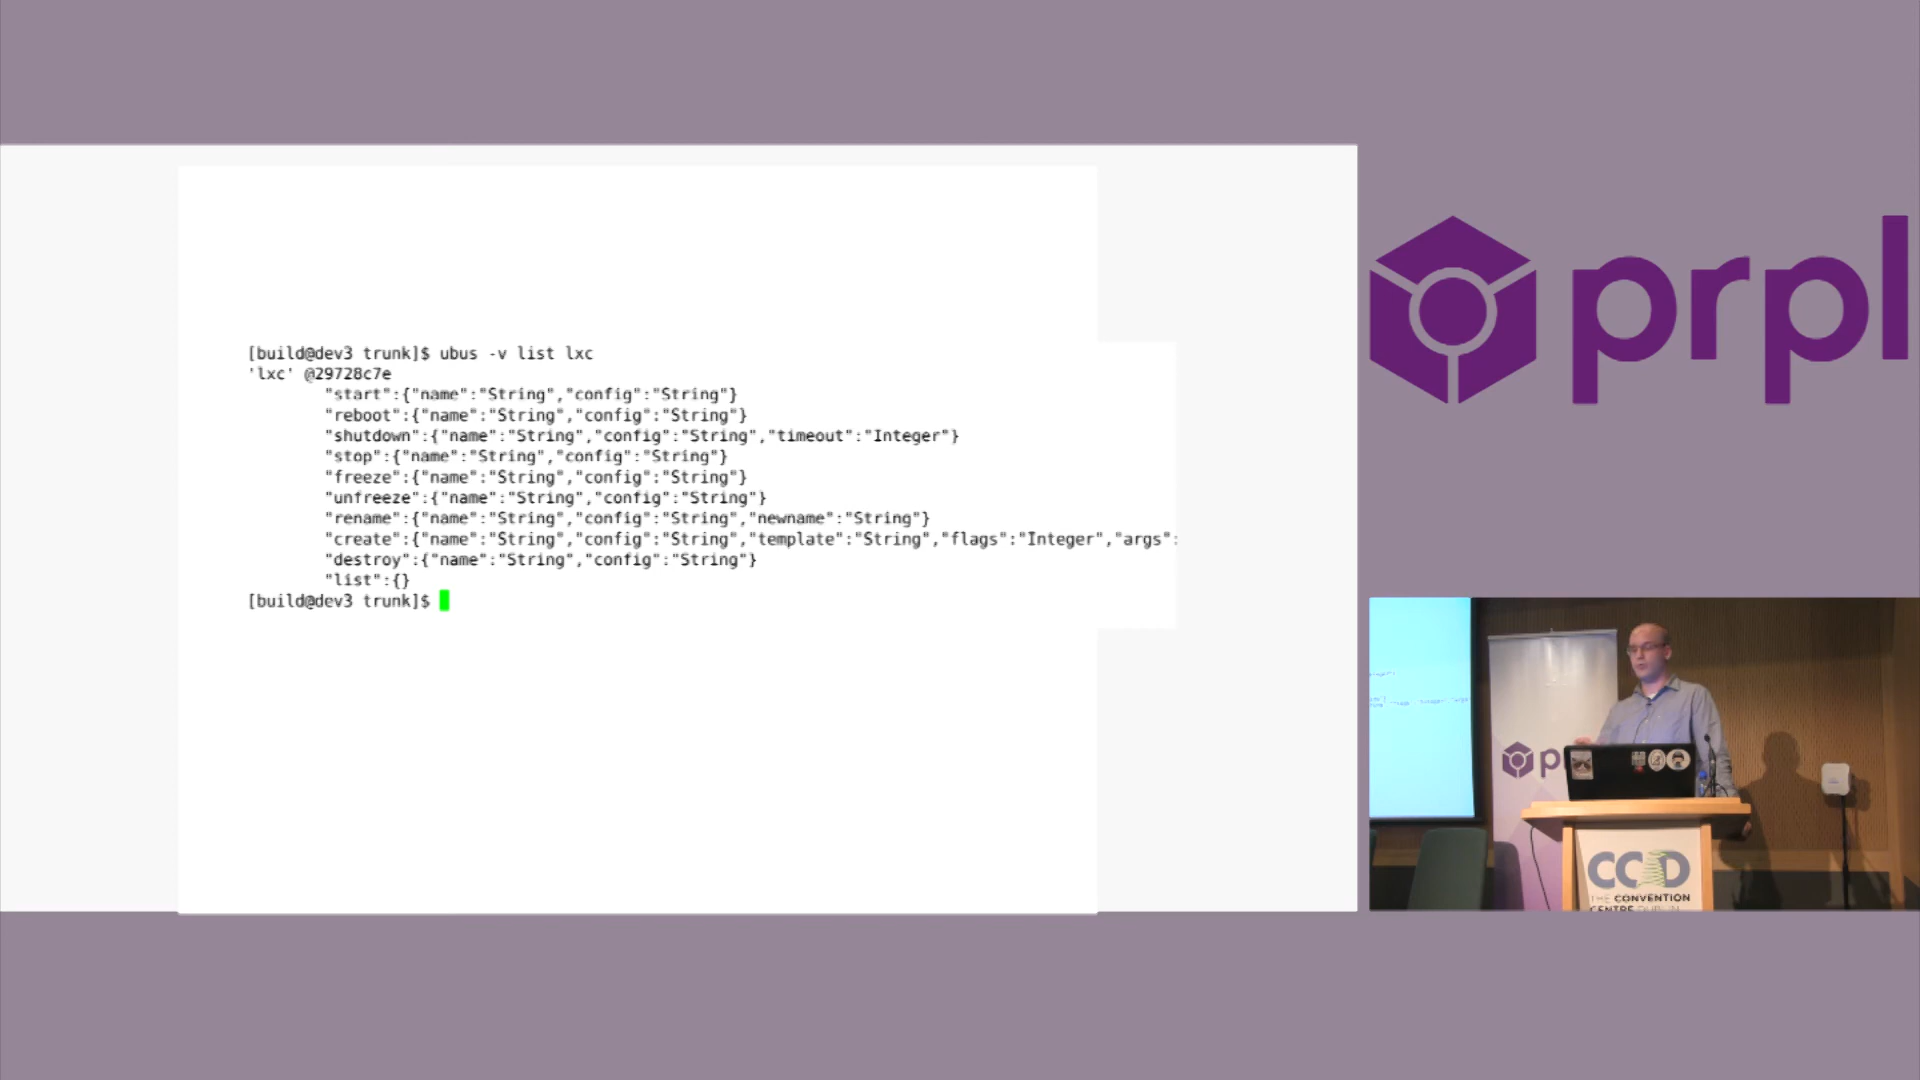 [build@dev3 trunk]$ ubus -v list lxc
'lxc' @29728c7e
"start":{"name":"String","config":"String"}
"reboot":{"name":"String","config":"String"}
"shutdown":{"name":"String","config":"String","timeout":"Integer"}
"stop":{"name":"String","config":"String"}
"freeze":{"name":"String","config":"String"}
"unfreeze":{"name":"String","config":"String"}
"rename":{"name":"String","config":"String","newname":"String"}
"create":{"name":"String","config":"String","template":"String","flags":"Integer","args":
"destroy":{"name":"String","config":"String"}
"list":{}
[build@dev3 trunk]$
prpl
p
CCD
THE CONVENTION
CENTRE DUBLIN